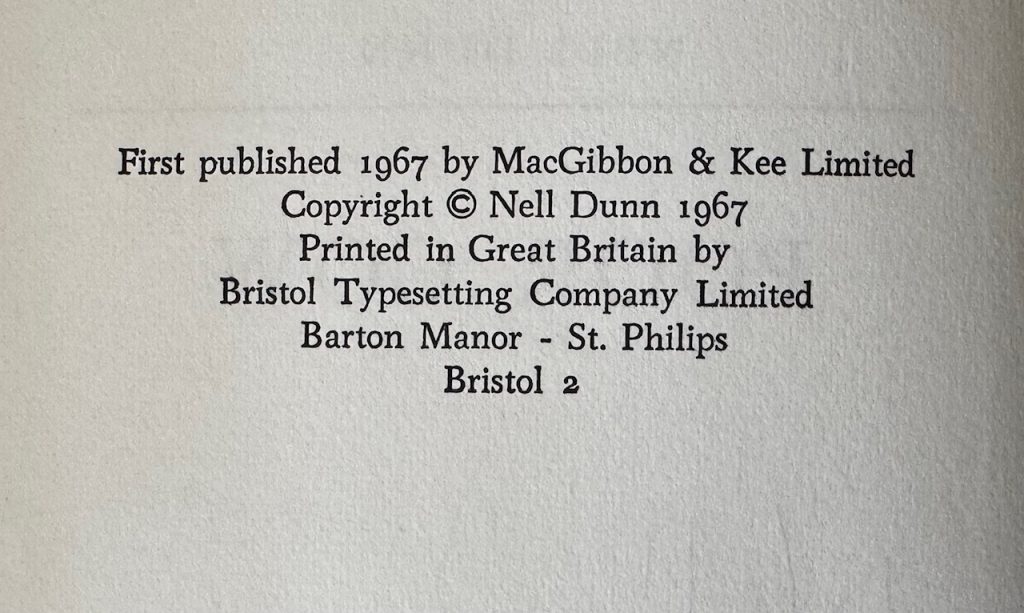 First published 1967 by MacGibbon & Kee Limited
Copyright © Nell Dunn 1967
Printed in Great Britain by
Bristol Typesetting Company Limited
Barton Manor - St. Philips
Bristol 2